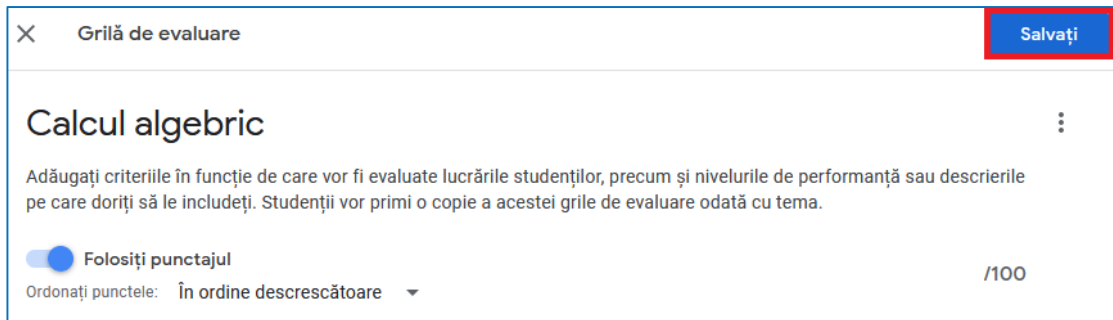 Grilă de evaluare
Salvați
Calcul algebric
Adăugați criteriile în funcție de care vor fi evaluate lucrările studenților, precum și nivelurile de performanță sau descrierile
pe care doriți să le includeți. Studenții vor primi o copie a acestei grile de evaluare odată cu tema.
Folosiți punctajul
/100
Ordonați punctele: În ordine descrescătoare